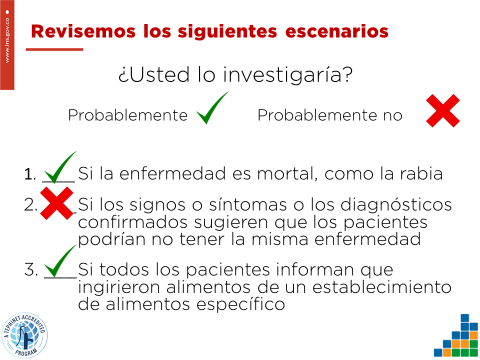 www.ins.gov.co
Revisemos los siguientes escenarios
¿Usted lo investigaría?
Probablemente
Probablemente no
1. ____ Si la enfermedad es mortal, como la rabia
2. ____ Si los signos o síntomas o los diagnósticos
confirmados sugieren que los pacientes
podrían no tener la misma enfermedad
3. ____ Si todos los pacientes informan que
ingirieron alimentos de un establecimiento
de alimentos específico
A TEPHINET ACCREDITED
PROGRAM